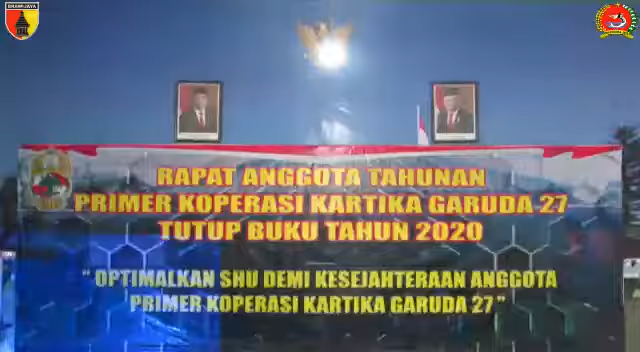 BRAWIJAYA
RAPAT ANGGOTA TAHUNAN
PRIMER KOPERASI KARTIKA GARUDA 27
TUTUP BUKU TAHUN 2020
"OPTIMALKAN SHU DEMI KESEJAHTERAAN ANGGOTA
PRIMER KOPERASI KARTIKA GARUDA 27"